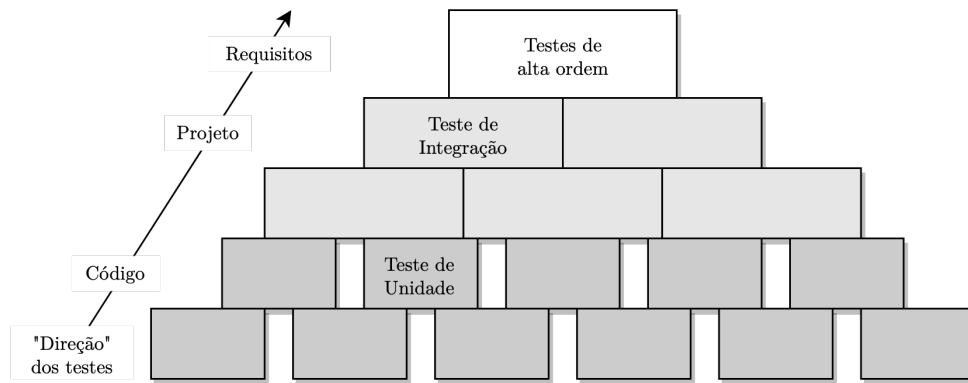 Testes de
alta ordem
Requisitos
Teste de
Integração
Projeto
Teste de
Unidade
Código
"Direção"
dos testes